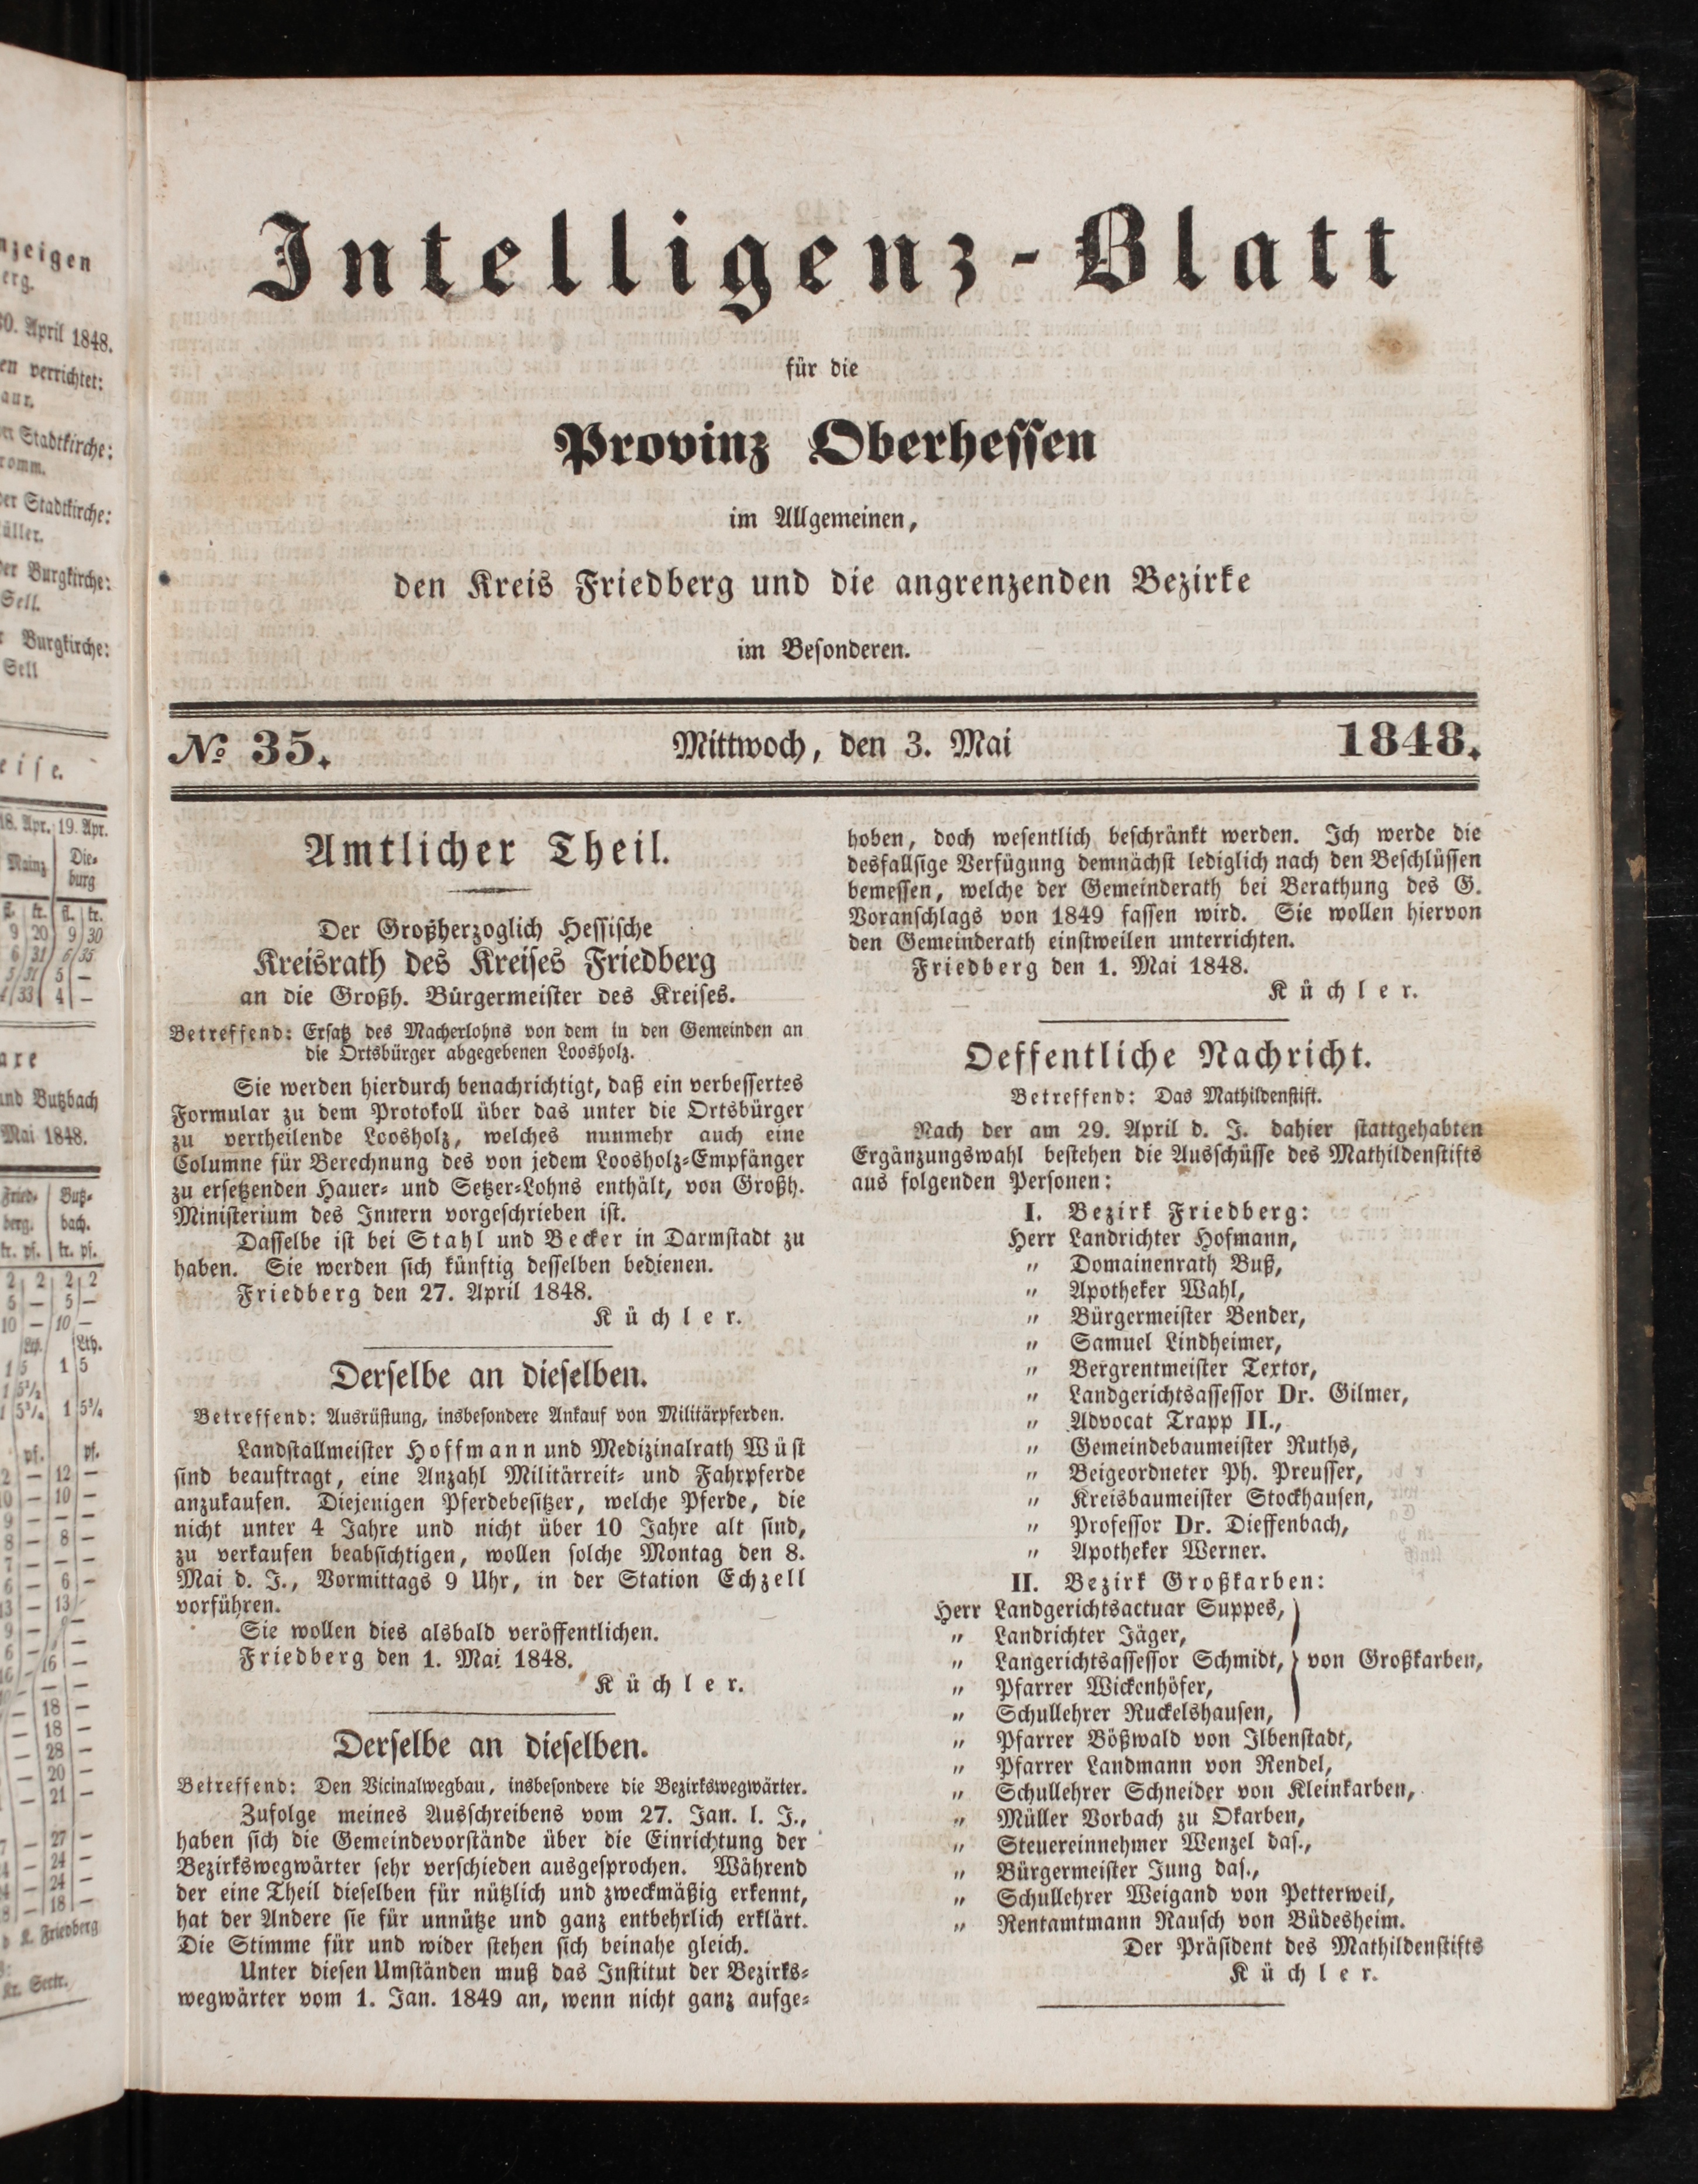 Intelligenz-Blatt
für die
Provinz Oberhessen
im Allgemeinen,
den Kreis Friedberg und die angrenzenden Bezirke
im Besonderen.
№ 35. Mittwoch, den 3. Mai 1848.
Amtlicher Theil.
Der Großherzoglich Hessische
Kreisrath des Kreises Friedberg
an die Großh. Bürgermeister des Kreises.
Betreffend: Ersatz des Macherlohns von dem in den Gemeinden an
die Ortsbürger abgegebenen Loosholz.
Sie werden hierdurch benachrichtigt, daß ein verbessertes
Formular zu dem Protokoll über das unter die Ortsbürger
zu vertheilende Loosholz, welches nunmehr auch eine
Columne für Berechnung des von jedem Loosholz-Empfänger
zu ersetzenden Hauer- und Setzer-Lohns enthält, von Großh.
Ministerium des Innern vorgeschrieben ist.
Dasselbe ist bei Stahl und Becker in Darmstadt zu
haben. Sie werden sich künftig desselben bedienen.
Friedberg den 27. April 1848.
Küchler.
Derselbe an dieselben.
Betreffend: Ausrüstung, insbesondere Ankauf von Militärpferden.
Landstallmeister Hoffmann und Medizinalrath Wüst
sind beauftragt, eine Anzahl Militärreit- und Fahrpferde
anzukaufen. Diejenigen Pferdebesitzer, welche Pferde, die
nicht unter 4 Jahre und nicht über 10 Jahre alt sind,
zu verkaufen beabsichtigen, wollen solche Montag den 8.
Mai d. J., Vormittags 9 Uhr, in der Station Echzell
vorführen.
Sie wollen dies alsbald veröffentlichen.
Friedberg den 1. Mai 1848.
Küchler.
Derselbe an dieselben.
Betreffend: Den Vicinalwegbau, insbesondere die Bezirkswegwärter.
Zufolge meines Ausschreibens vom 27. Jan. l. J.,
haben sich die Gemeindevorstände über die Einrichtung der
Bezirkswegwärter sehr verschieden ausgesprochen. Während
der eine Theil dieselben für nützlich und zweckmäßig erkennt,
hat der Andere sie für unnütze und ganz entbehrlich erklärt.
Die Stimme für und wider stehen sich beinahe gleich.
Unter diesen Umständen muß das Institut der Bezirks-
wegwärter vom 1. Jan. 1849 an, wenn nicht ganz aufge-
hoben, doch wesentlich beschränkt werden. Ich werde die
desfallsige Verfügung demnächst lediglich nach den Beschlüssen
bemessen, welche der Gemeinderath bei Berathung des G.
Voranschlags von 1849 fassen wird. Sie wollen hiervon
den Gemeinderath einstweilen unterrichten.
Friedberg den 1. Mai 1848.
Küchler.
Oeffentliche Nachricht.
Betreffend: Das Mathildenstift.
Nach der am 29. April d. J. dahier stattgehabten
Ergänzungswahl bestehen die Ausschüsse des Mathildenstifts
aus folgenden Personen:
I. Bezirk Friedberg:
Herr Landrichter Hofmann,
" Domainenrath Buß,
" Apotheker Wahl,
" Bürgermeister Bender,
" Samuel Lindheimer,
" Bergrentmeister Textor,
" Landgerichtsassessor Dr. Gilmer,
" Advocat Trapp II.,
" Gemeindebaumeister Ruths,
" Beigeordneter Ph. Preusser,
" Kreisbaumeister Stockhausen,
" Professor Dr. Dieffenbach,
" Apotheker Werner.
II. Bezirk Großkarben:
Herr Landgerichtsactuar Suppes,
" Landrichter Jäger,
" Langerichtsassessor Schmidt, } von Großkarben,
" Pfarrer Wickenhöfer,
" Schullehrer Ruckelshausen,
" Pfarrer Bößwald von Ilbenstadt,
" Pfarrer Landmann von Rendel,
" Schullehrer Schneider von Kleinkarben,
" Müller Vorbach zu Okarben,
" Steuereinnehmer Wenzel das.,
" Bürgermeister Jung das.,
" Schullehrer Weigand von Petterweil,
" Rentamtmann Rausch von Büdesheim.
Der Präsident des Mathildenstifts
Küchler.